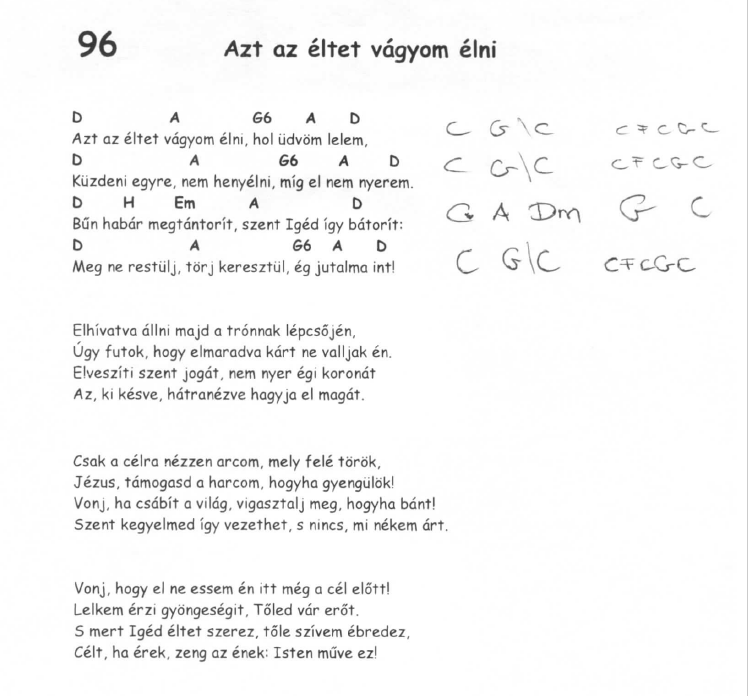 96 Azt az éltet vágyom élni
D A G6 A D
Azt az éltet vágyom élni, hol üdvöm lelem, C G\C C F C G C
D A G6 A D
Küzdeni egyre, nem henyélni, míg el nem nyerem. C G\C C F C G C
D H Em A D
Bűn habár megtántorít, szent Igéd így bátorít: G A Dm G C
D A G6 A D
Meg ne restülj, törj keresztül, ég jutalma int! C G\C C F C G C
Elhívatva állni majd a trónnak lépcsőjén,
Úgy futok, hogy elmaradva kárt ne valljak én.
Elveszíti szent jogát, nem nyer égi koronát
Az, ki késve, hátranézve hagyja el magát.
Csak a célra nézzen arcom, mely felé török,
Jézus, támogasd a harcom, hogyha gyengülök!
Vonj, ha csábít a világ, vigasztalj meg, hogyha bánt!
Szent kegyelmed így vezethet, s nincs, mi nékem árt.
Vonj, hogy el ne essem én itt még a cél előtt!
Lelkem érzi gyöngeségit, Tőled vár erőt.
S mert Igéd éltet szerez, tőle szívem ébredez,
Célt, ha érek, zeng az ének: Isten műve ez!